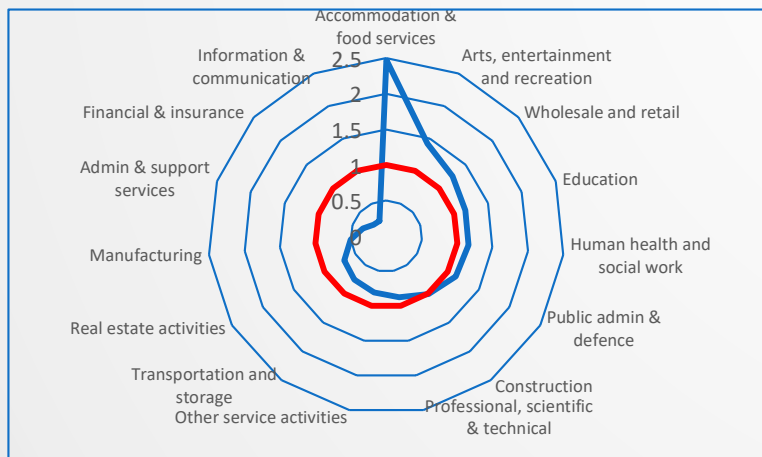 Accommodation &
food services
Arts, entertainment
and recreation
Wholesale and retail
Education
Human health and
social work
Public admin &
defence
Construction
Professional, scientific
& technical
Other service activities
Transportation and
storage
Real estate activities
Manufacturing
Admin & support
services
Financial & insurance
Information &
communication
2.5
2
1.5
1
0.5
0